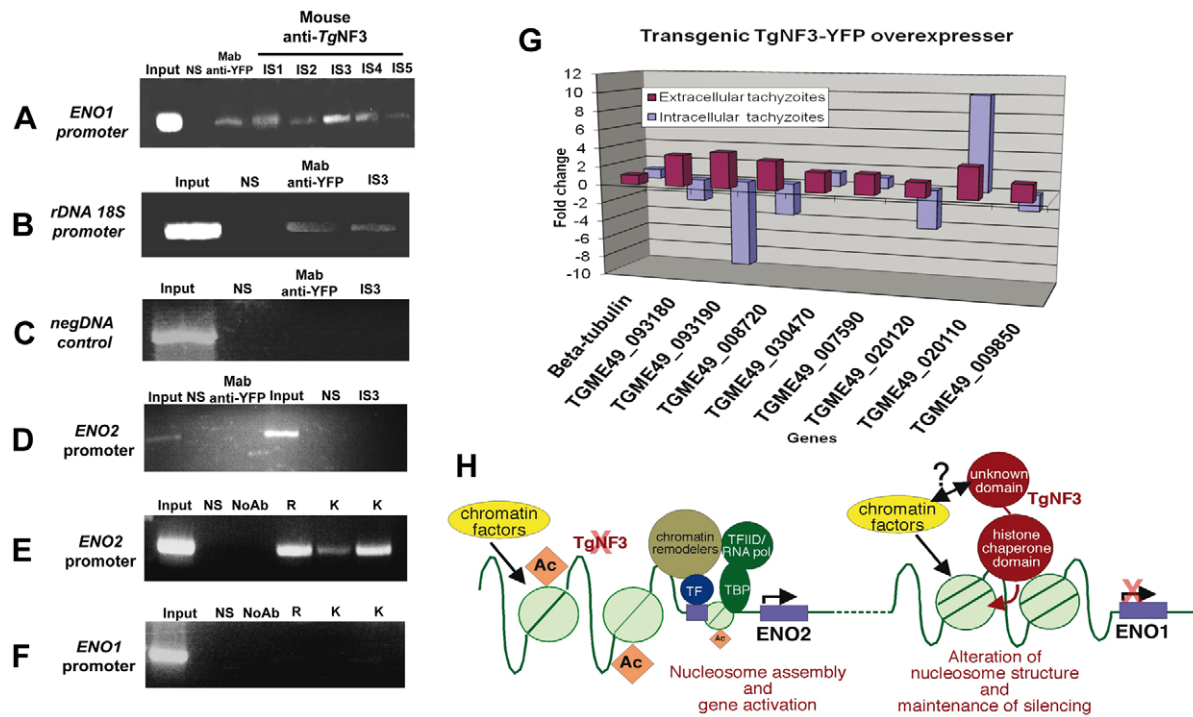 A
Mouse
anti-TgNF3
Input NS Mab anti-YFP IS1 IS2 IS3 IS4 IS5
ENO1
promoter
B
Input NS Mab anti-YFP IS3
rDNA 18S
promoter
C
Input NS Mab anti-YFP IS3
negDNA
control
D
Input NS Mab anti-YFP Input NS IS3
ENO2
promoter
E
Input NS NoAb R K K
ENO2
promoter
F
Input NS NoAb R K K
ENO1
promoter
G
Transgenic TgNF3-YFP overexpresser
Extracellular tachyzoites
Intracellular tachyzoites
Fold change
12
10
8
6
4
2
0
-2
-4
-6
-8
-10
Beta-tubulin
TGME49_093180
TGME49_093190
TGME49_008720
TGME49_030470
TGME49_007590
TGME49_020120
TGME49_020110
TGME49_009850
Genes
H
chromatin
factors
Ac
TgNF3
X
Ac
chromatin
remodelers
TFIID/
RNA pol
TF
TBP
Ac
ENO2
Nucleosome assembly
and
gene activation
?
unknown
domain
TgNF3
chromatin
factors
histone
chaperone
domain
X
ENO1
Alteration of
nucleosome structure
and
maintenance of silencing